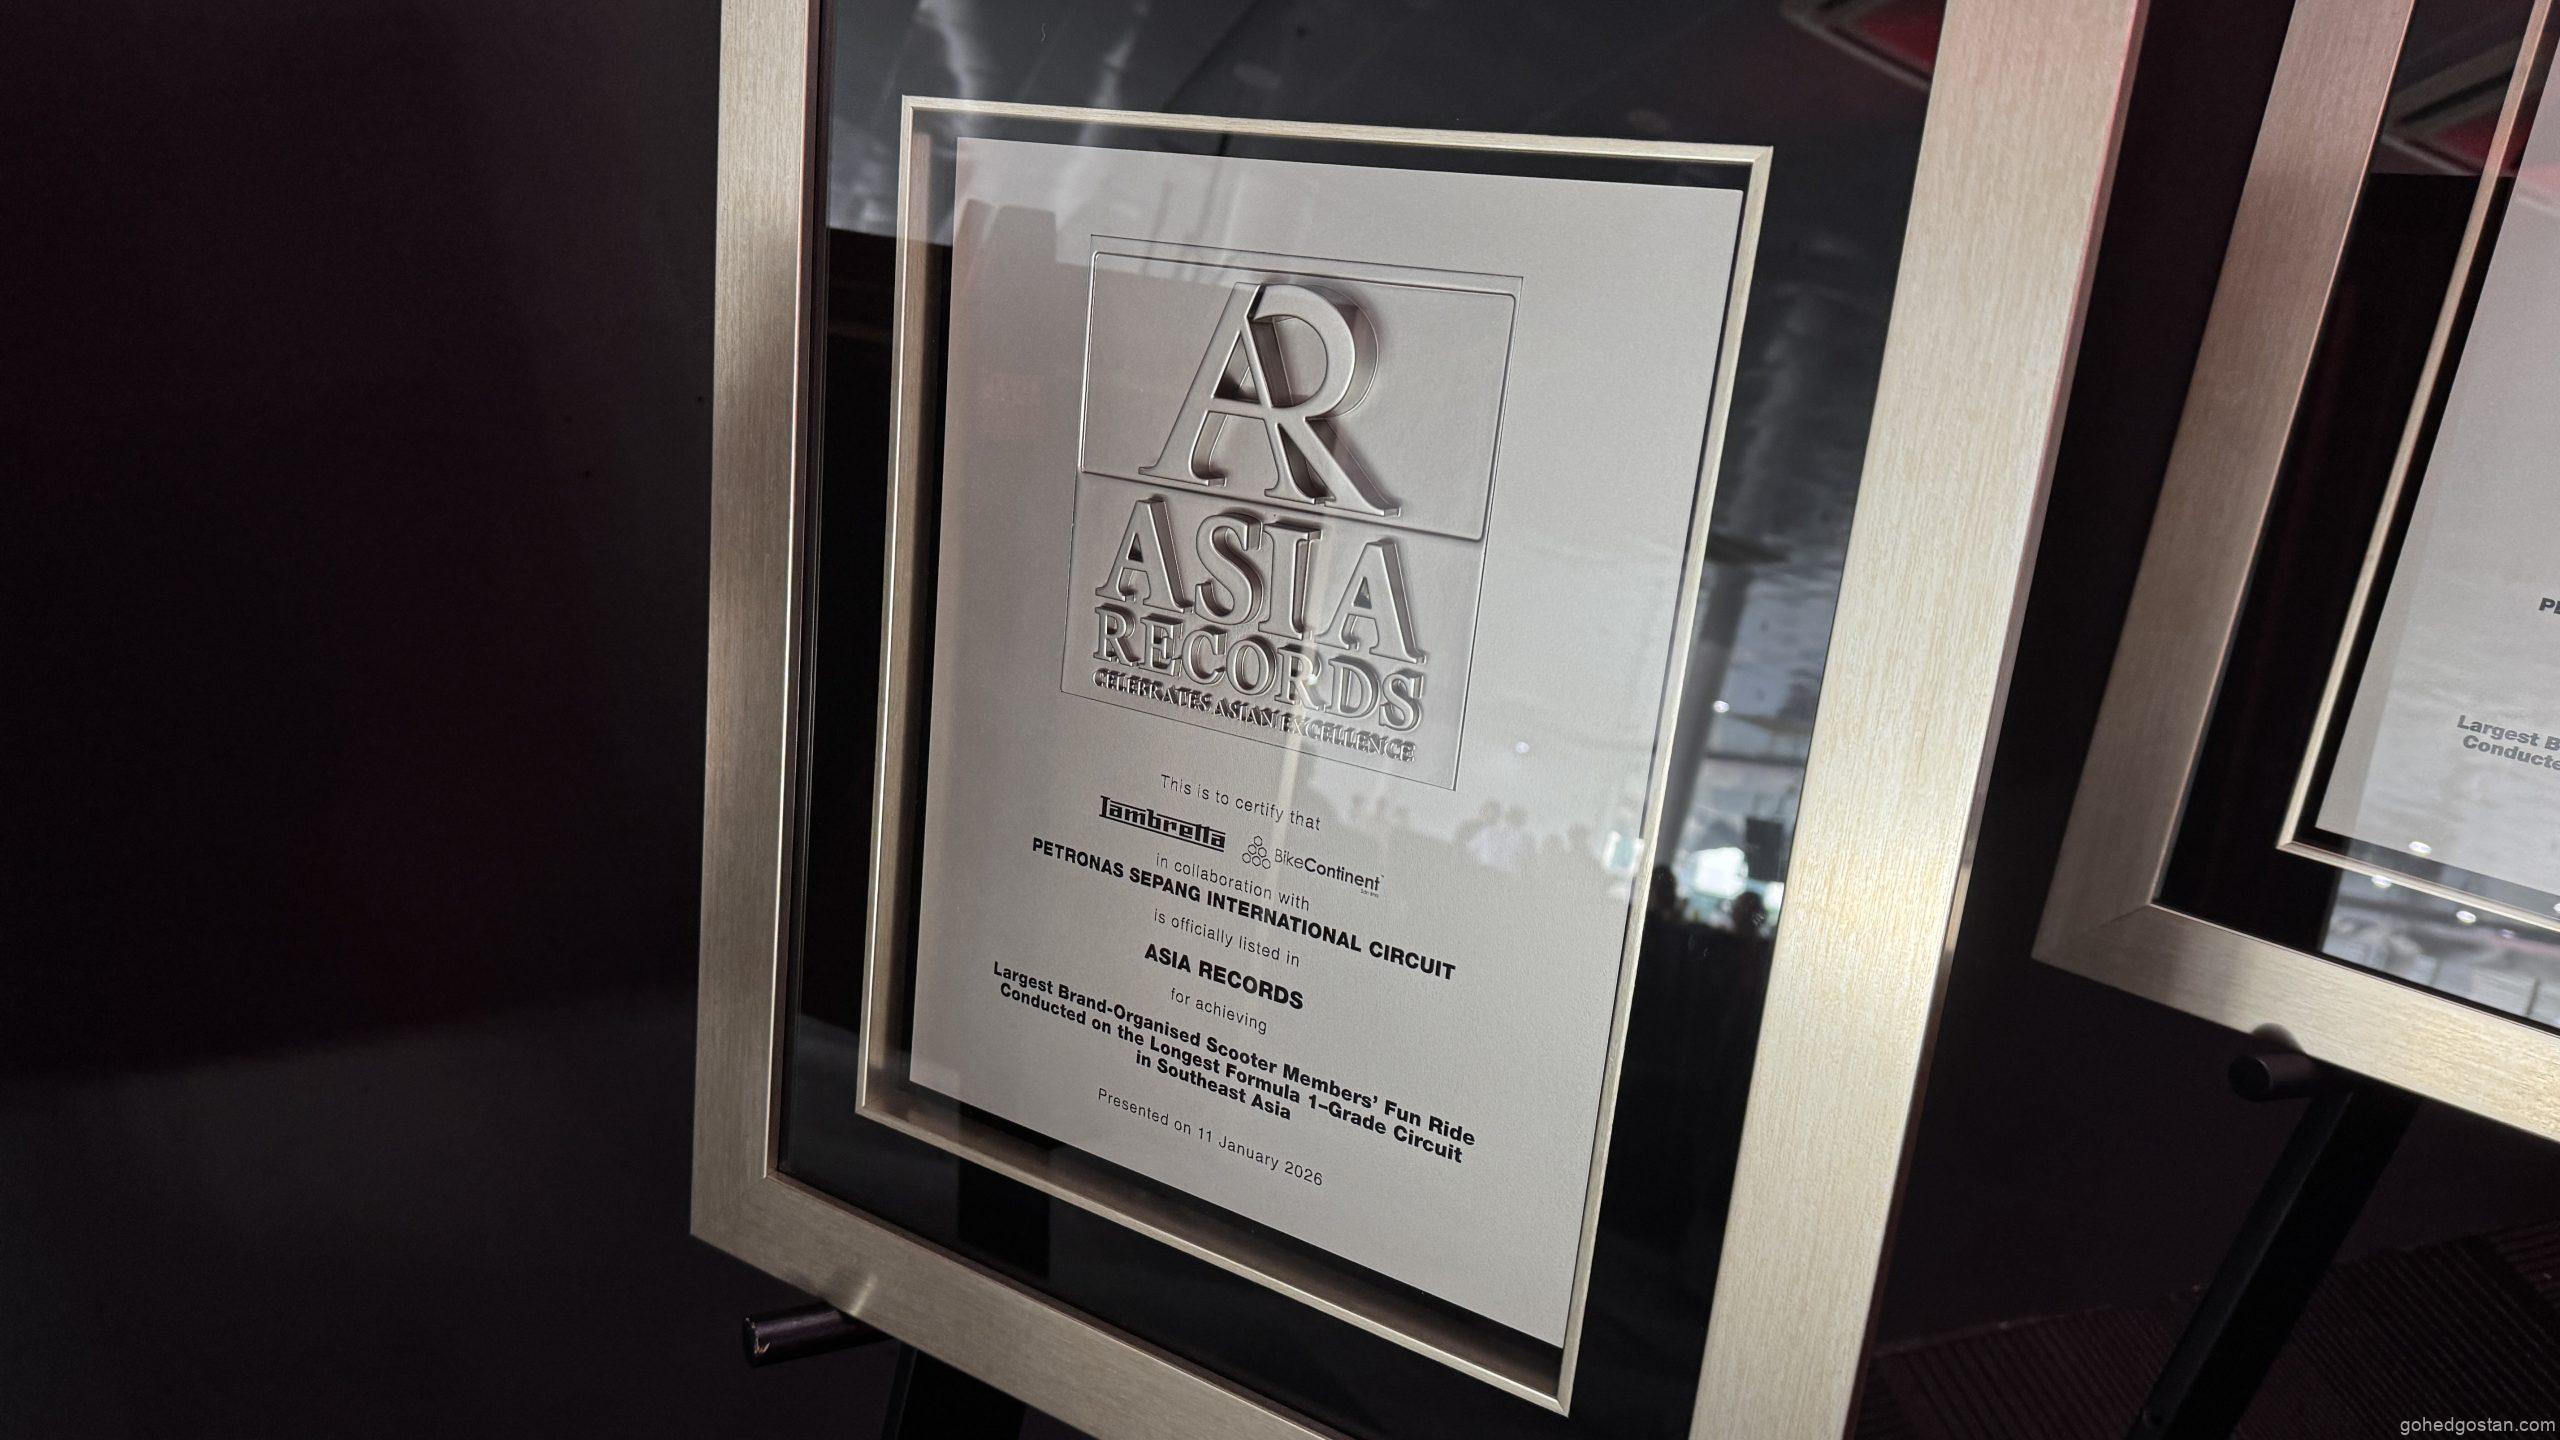 AR
ASIA
RECORDS
CELEBRATES ASIAN EXCELLENCE
This is to certify that
Lambretta BikeContinent
in collaboration with
PETRONAS SEPANG INTERNATIONAL CIRCUIT
is officially listed in
ASIA RECORDS
for achieving
Largest Brand-Organised Scooter Members' Fun Ride
Conducted on the Longest Formula 1–Grade Circuit
in Southeast Asia
Presented on 11 January 2026
Largest
gohedgostan.com